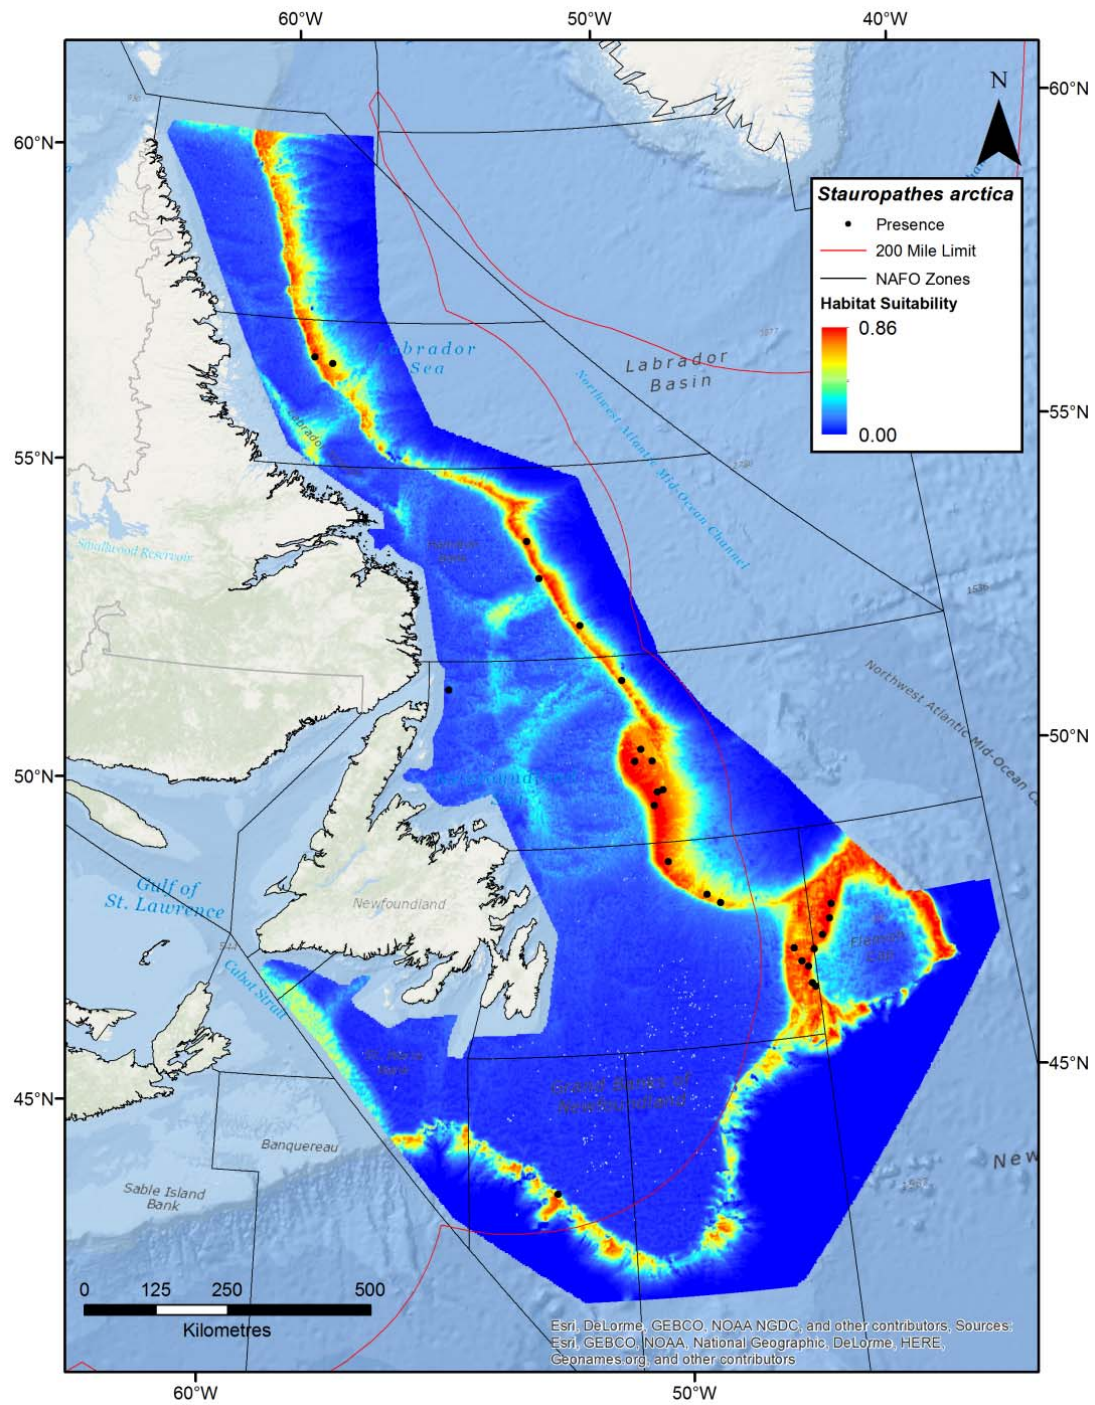 60°W
50°W
40°W
60°N
60°N
N
Stauropathes arctica
Presence
200 Mile Limit
NAFO Zones
Habitat Suitability
0.86
0.00
Labrador
Sea
Labrador
Basin
Northwest Atlantic Mid-Ocean Channel
55°N
55°N
Smallwood Reservoir
Northwest Atlantic Mid-Ocean
50°N
50°N
Gulf of
St. Lawrence
Newfoundland
Flemish
Cap
Cabot Strait
45°N
45°N
Grand Banks of
Newfoundland
Banquereau
Sable Island
Bank
New
0 125 250 500
Kilometres
Esri, DeLorme, GEBCO, NOAA NGDC, and other contributors, Sources:
Esri, GEBCO, NOAA, National Geographic, DeLorme, HERE,
Geonames.org, and other contributors
60°W
50°W